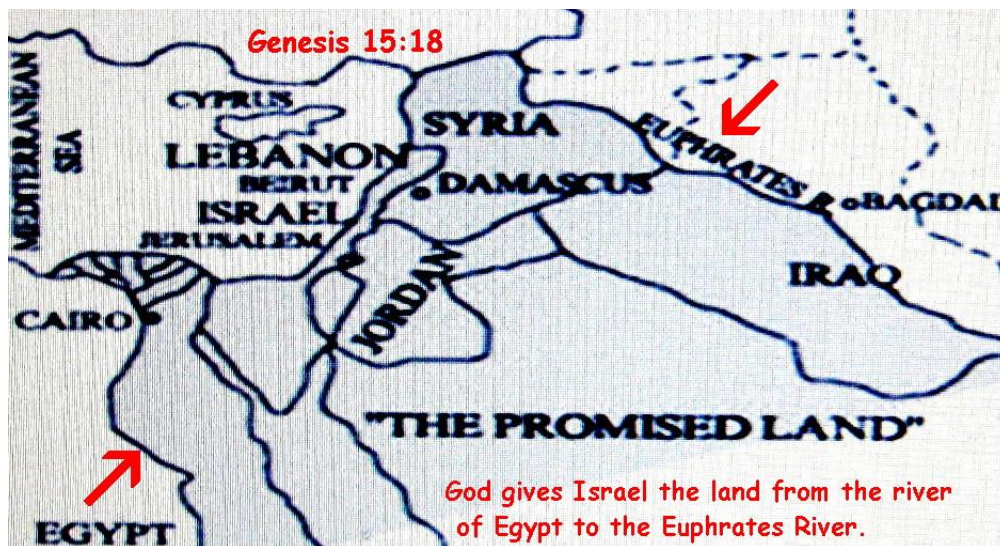 Genesis 15:18
MEDITERRANEAN
SEA
CYPRUS
SYRIA
EUPHRATES R
LEBANON
BEIRUT
DAMASCUS
BAGDAD
ISRAEL
JERUSALEM
JORDAN
IRAQ
CAIRO
"THE PROMISED LAND"
God gives Israel the land from the river
of Egypt to the Euphrates River.
EGYPT